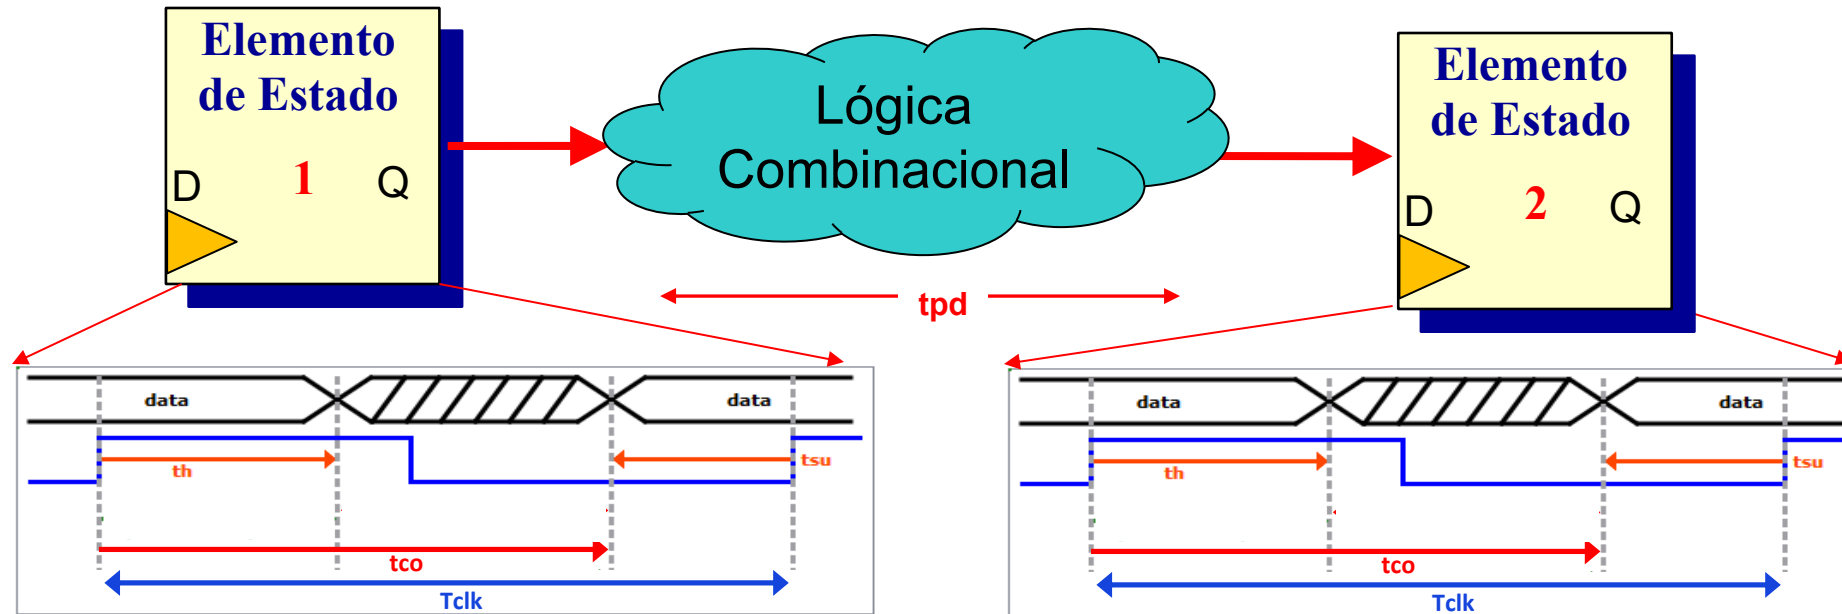 Elemento
de Estado
D 1 Q
Lógica
Combinacional
Elemento
de Estado
D 2 Q
tpd
data data
th tsu
tco
Tclk
data data
th tsu
tco
Tclk